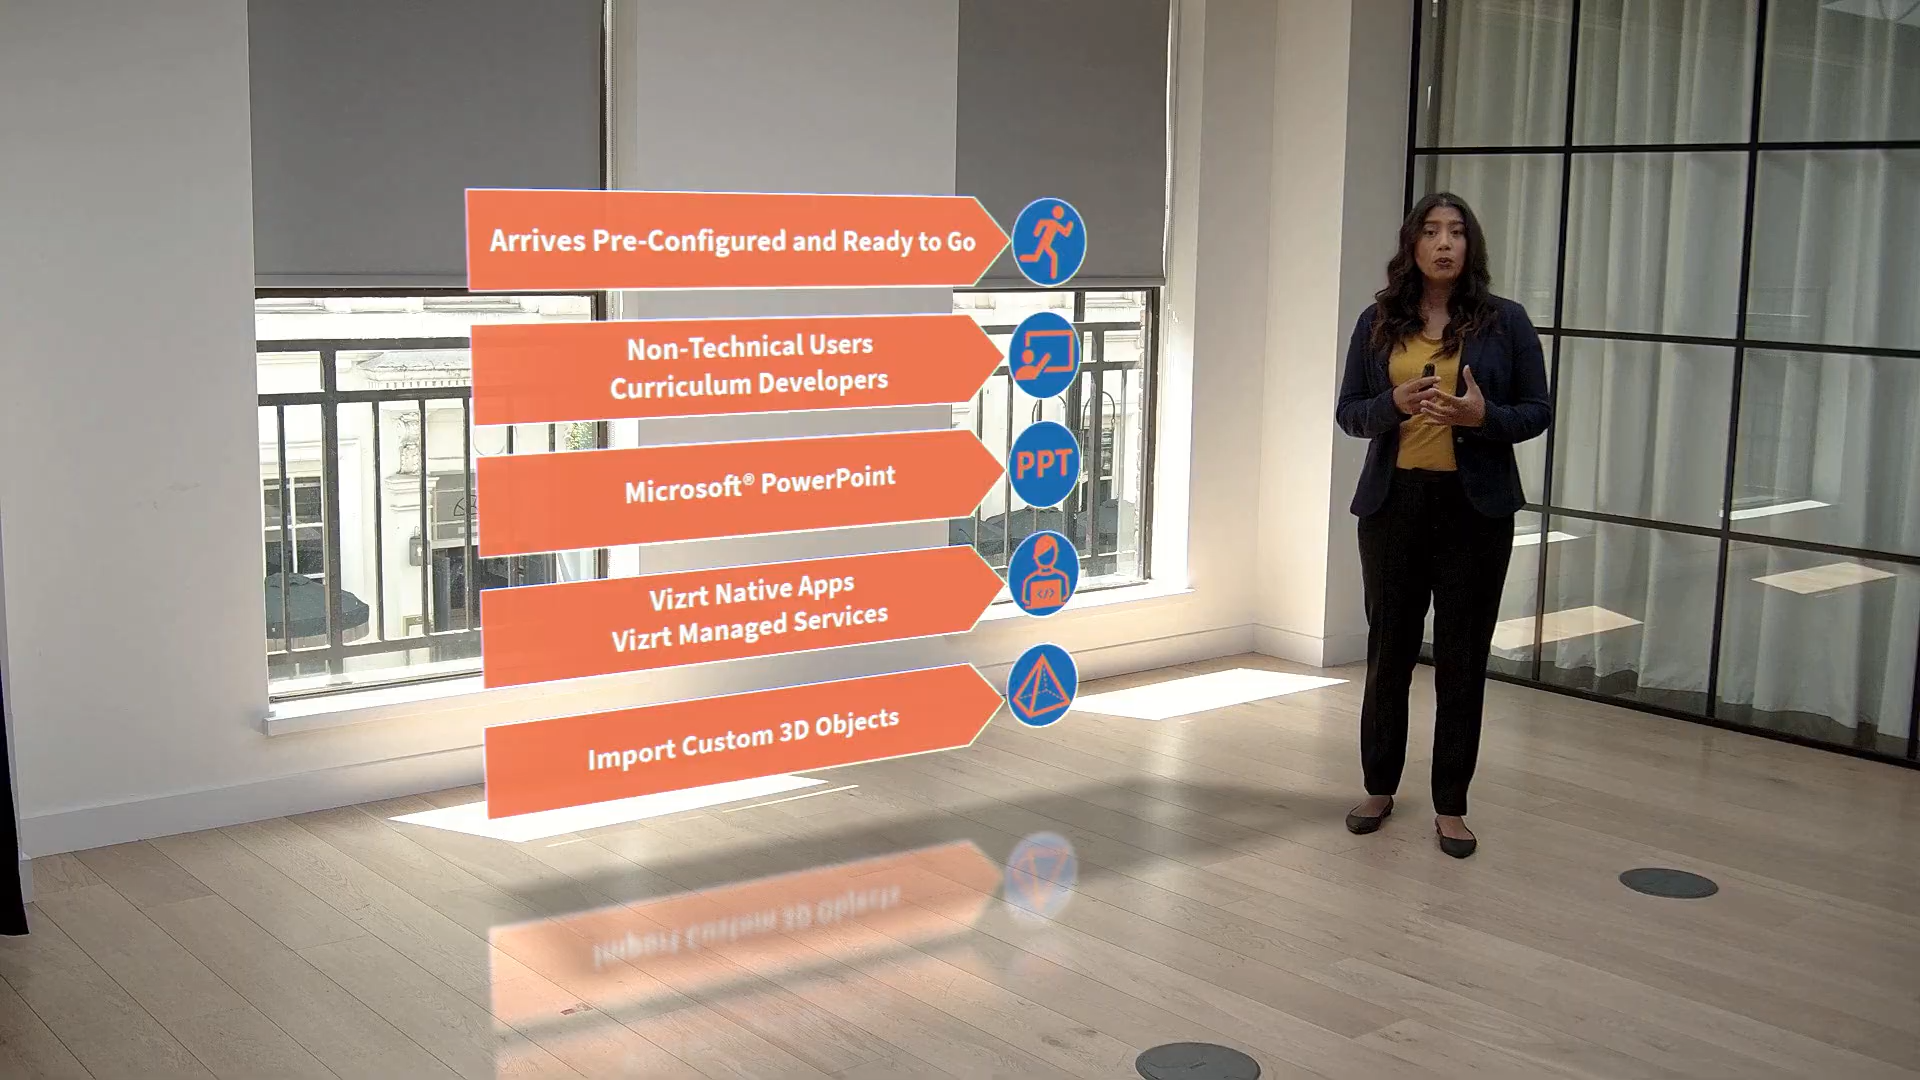 Arrives Pre-Configured and Ready to Go
Non-Technical Users
Curriculum Developers
Microsoft® PowerPoint
PPT
Vizrt Native Apps
Vizrt Managed Services
</>
Import Custom 3D Objects